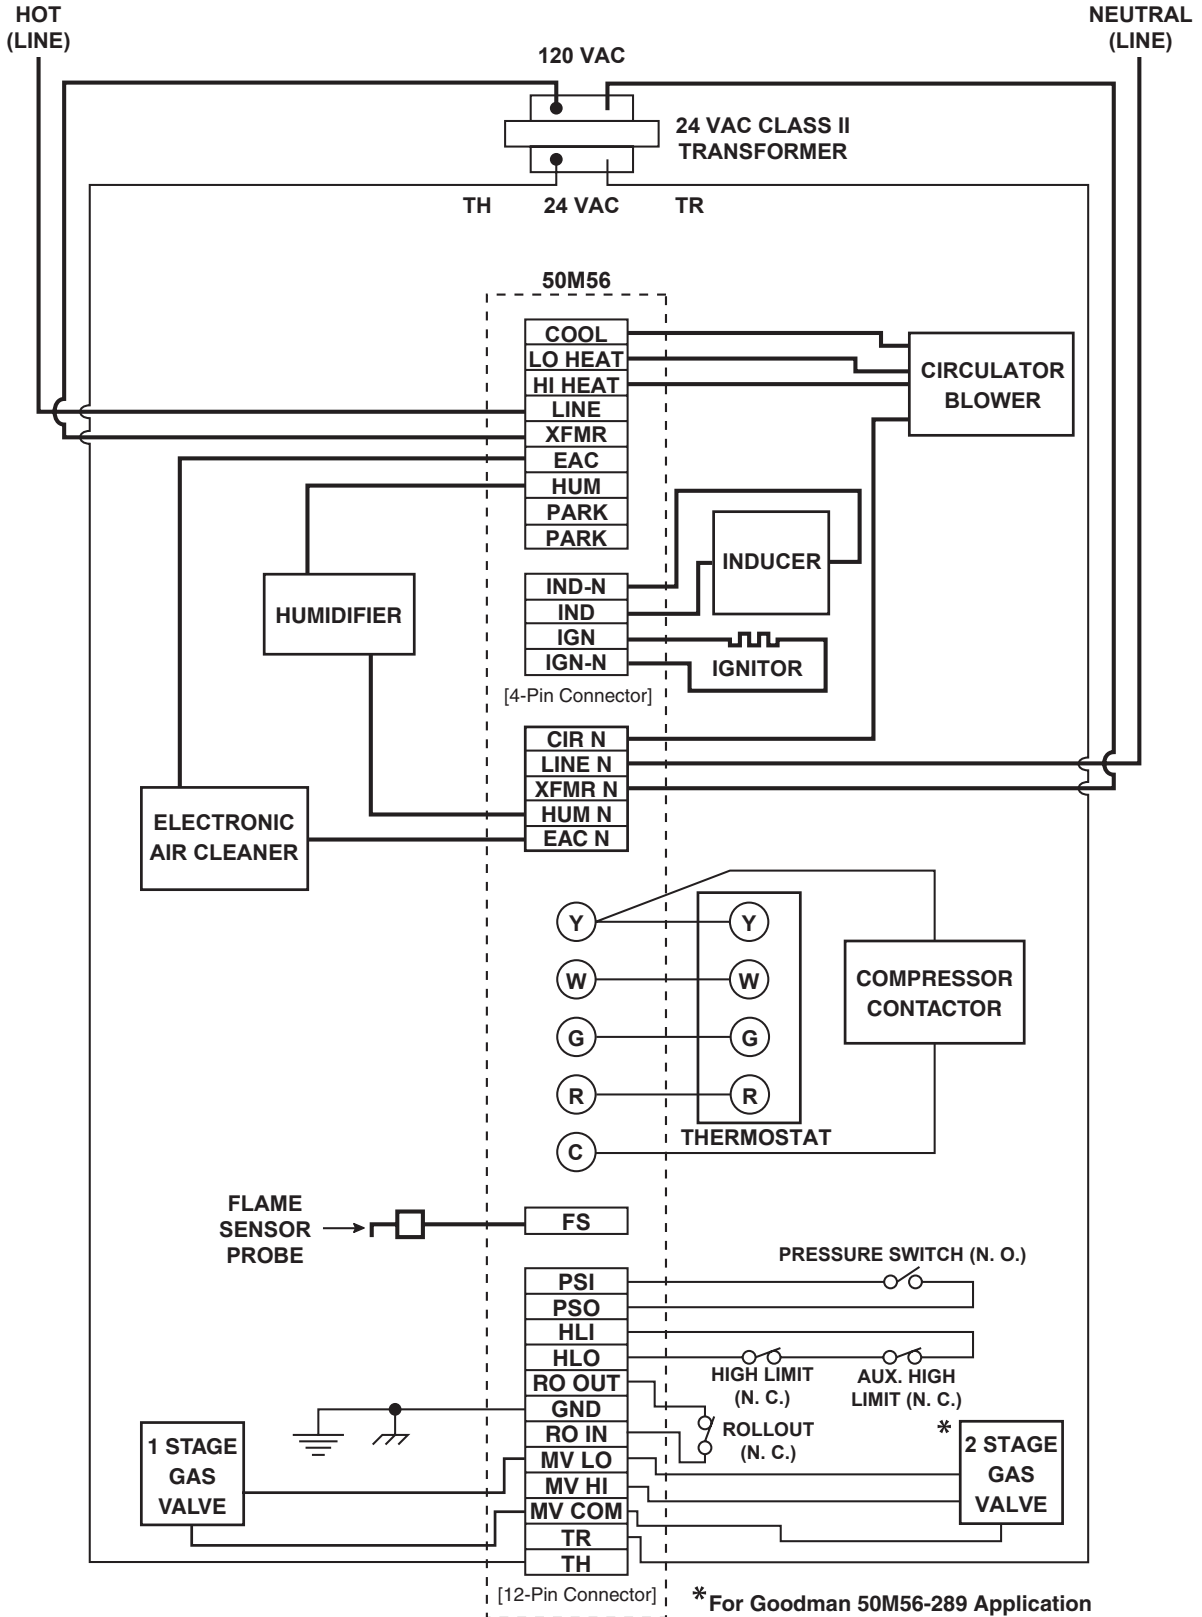 HOT
(LINE)
NEUTRAL
(LINE)
120 VAC
24 VAC CLASS II
TRANSFORMER
TH
24 VAC
TR
50M56
COOL
LO HEAT
HI HEAT
LINE
XFMR
EAC
HUM
PARK
PARK
CIRCULATOR
BLOWER
IND-N
IND
IGN
IGN-N
[4-Pin Connector]
INDUCER
IGNITOR
HUMIDIFIER
CIR N
LINE N
XFMR N
HUM N
EAC N
ELECTRONIC
AIR CLEANER
Y
W
G
R
C
Y
W
G
R
THERMOSTAT
COMPRESSOR
CONTACTOR
FLAME
SENSOR
PROBE
FS
PRESSURE SWITCH (N. O.)
PSI
PSO
HLI
HLO
RO OUT
GND
RO IN
MV LO
MV HI
MV COM
TR
TH
[12-Pin Connector]
HIGH LIMIT
(N. C.)
AUX. HIGH
LIMIT (N. C.)
ROLLOUT
(N. C.)
1 STAGE
GAS
VALVE
*
2 STAGE
GAS
VALVE
*For Goodman 50M56-289 Application